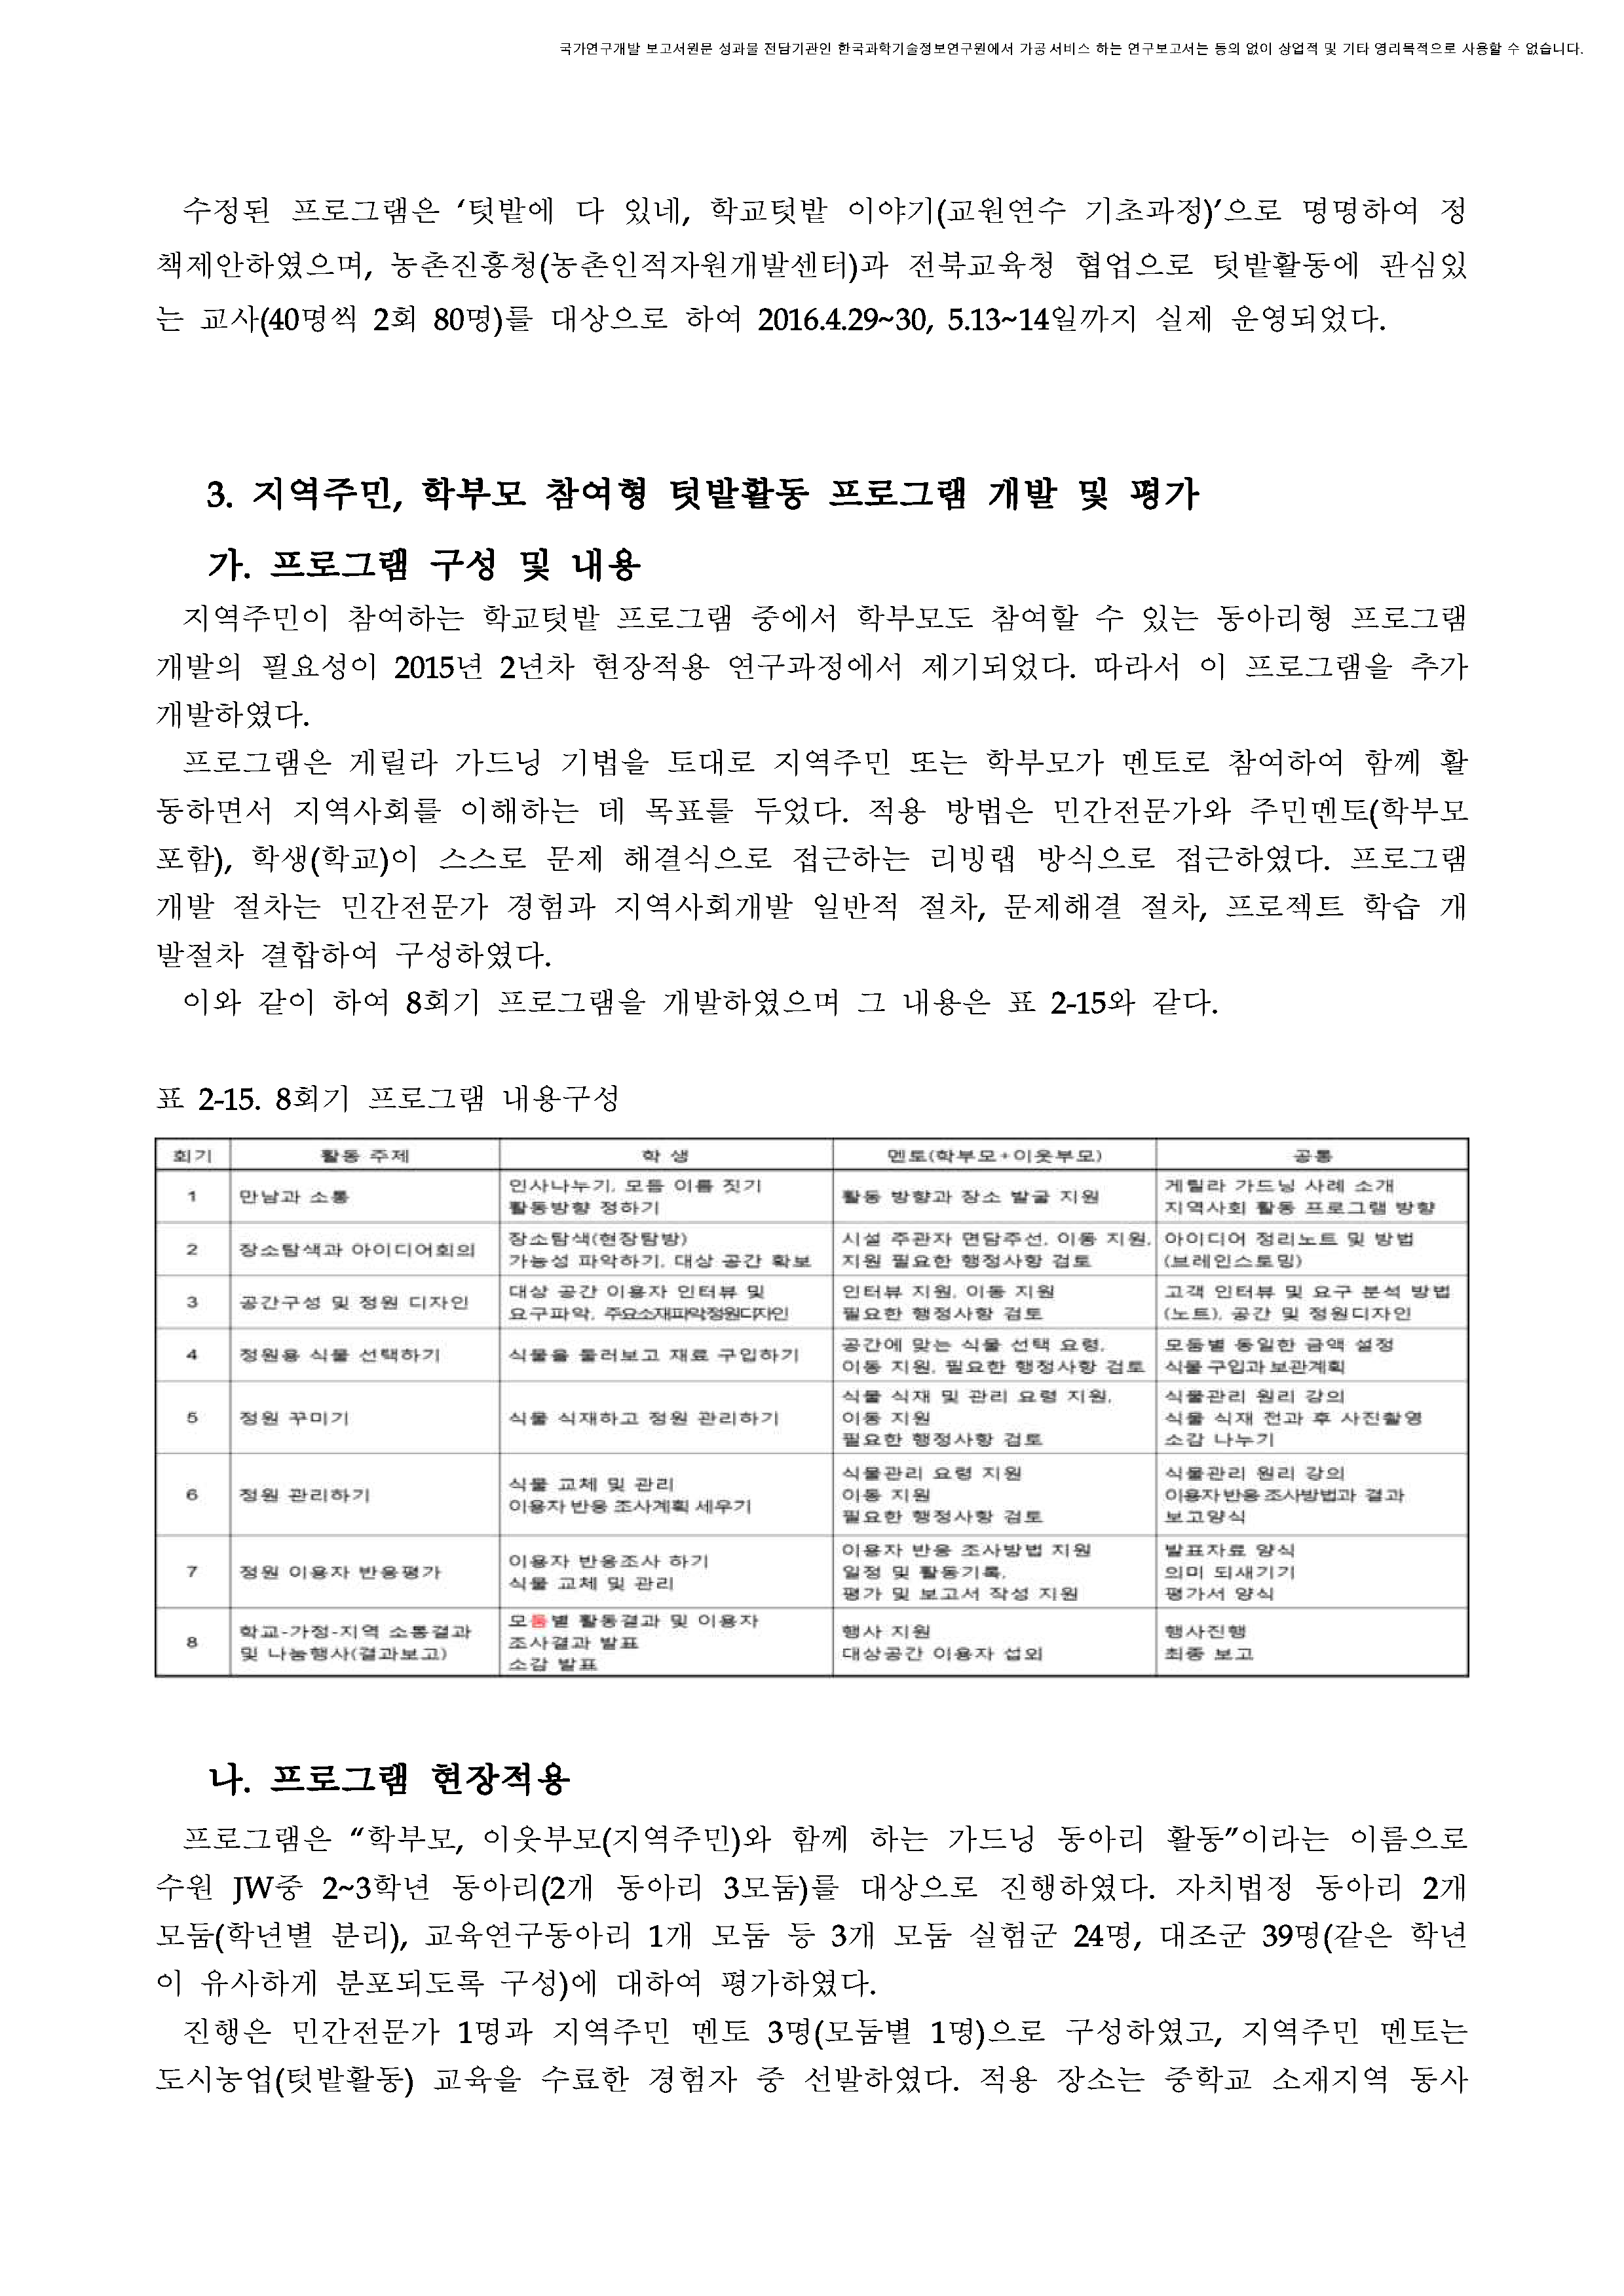 국가연구개발 보고서원문 성과물 전담기관인 한국과학기술정보연구원에서 가공·서비스 하는 연구보고서는 동의 없이 상업적 및 기타 영리목적으로 사용할 수 없습니다.
수정된 프로그램은 ‘텃밭에 다 있네, 학교텃밭 이야기(교원연수 기초과정)’으로 명명하여 정
책제안하였으며, 농촌진흥청(농촌인적자원개발센터)과 전북교육청 협업으로 텃밭활동에 관심있
는 교사(40명씩 2회 80명)를 대상으로 하여 2016.4.29~30, 5.13~14일까지 실제 운영되었다.
3. 지역주민, 학부모 참여형 텃밭활동 프로그램 개발 및 평가
가. 프로그램 구성 및 내용
지역주민이 참여하는 학교텃밭 프로그램 중에서 학부모도 참여할 수 있는 동아리형 프로그램
개발의 필요성이 2015년 2년차 현장적용 연구과정에서 제기되었다. 따라서 이 프로그램을 추가
개발하였다.
프로그램은 게릴라 가드닝 기법을 토대로 지역주민 또는 학부모가 멘토로 참여하여 함께 활
동하면서 지역사회를 이해하는 데 목표를 두었다. 적용 방법은 민간전문가와 주민멘토(학부모
포함), 학생(학교)이 스스로 문제 해결식으로 접근하는 리빙랩 방식으로 접근하였다. 프로그램
개발 절차는 민간전문가 경험과 지역사회개발 일반적 절차, 문제해결 절차, 프로젝트 학습 개
발절차 결합하여 구성하였다.
이와 같이 하여 8회기 프로그램을 개발하였으며 그 내용은 표 2-15와 같다.
표 2-15. 8회기 프로그램 내용구성
회기 활동 주제 학 생 멘토(학부모+이웃부모) 공통
1 만남과 소통 인사나누기, 모둠 이름 짓기 활동 방향과 장소 발굴 지원 게릴라 가드닝 사례 소개
활동방향 정하기 지역사회 활동 프로그램 방향
2 장소탐색과 아이디어회의 장소탐색(현장탐방) 시설 주관자 면담주선, 이동 지원, 아이디어 정리노트 및 방법
가능성 파악하기, 대상 공간 확보 지원 필요한 행정사항 검토 (브레인스토밍)
3 공간구성 및 정원 디자인 대상 공간 이용자 인터뷰 및 인터뷰 지원, 이동 지원 고객 인터뷰 및 요구 분석 방법
요구파악, 주요소재파악정원디자인 필요한 행정사항 검토 (노트), 공간 및 정원디자인
4 정원용 식물 선택하기 식물을 둘러보고 재료 구입하기 공간에 맞는 식물 선택 요령, 모둠별 동일한 금액 설정
이동 지원, 필요한 행정사항 검토 식물 구입과 보관계획
5 정원 꾸미기 식물 식재하고 정원 관리하기 식물 식재 및 관리 요령 지원, 식물관리 원리 강의
이동 지원 식물 식재 전과 후 사진촬영
필요한 행정사항 검토 소감 나누기
6 정원 관리하기 식물 교체 및 관리 식물관리 요령 지원 식물관리 원리 강의
이용자 반응 조사계획 세우기 이동 지원 이용자 반응 조사방법과 결과
필요한 행정사항 검토 보고양식
7 정원 이용자 반응평가 이용자 반응조사 하기 이용자 반응 조사방법 지원 발표자료 양식
식물 교체 및 관리 일정 및 활동기록, 의미 되새기기
평가 및 보고서 작성 지원 평가서 양식
8 학교-가정-지역 소통결과 모둠별 활동결과 및 이용자 행사 지원 행사진행
및 나눔행사(결과보고) 조사결과 발표 대상공간 이용자 섭외 최종 보고
소감 발표
나. 프로그램 현장적용
프로그램은 “학부모, 이웃부모(지역주민)와 함께 하는 가드닝 동아리 활동”이라는 이름으로
수원 JW중 2~3학년 동아리(2개 동아리 3모둠)를 대상으로 진행하였다. 자치법정 동아리 2개
모둠(학년별 분리), 교육연구동아리 1개 모둠 등 3개 모둠 실험군 24명, 대조군 39명(같은 학년
이 유사하게 분포되도록 구성)에 대하여 평가하였다.
진행은 민간전문가 1명과 지역주민 멘토 3명(모둠별 1명)으로 구성하였고, 지역주민 멘토는
도시농업(텃밭활동) 교육을 수료한 경험자 중 선발하였다. 적용 장소는 중학교 소재지역 동사